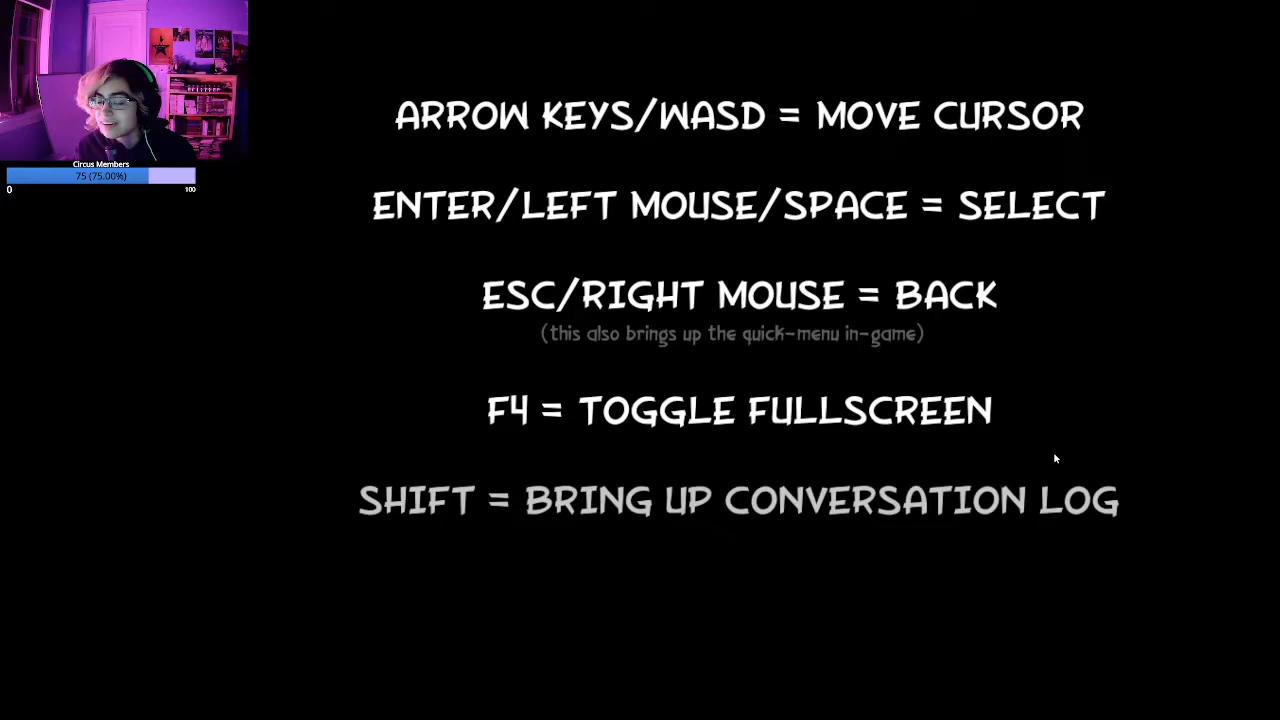 Circus Members
75 (75.00%)
0 100
ARROW KEYS/WASD = MOVE CURSOR
ENTER/LEFT MOUSE/SPACE = SELECT
ESC/RIGHT MOUSE = BACK
(this also brings up the quick-menu in-game)
F4 = TOGGLE FULLSCREEN
SHIFT = BRING UP CONVERSATION LOG